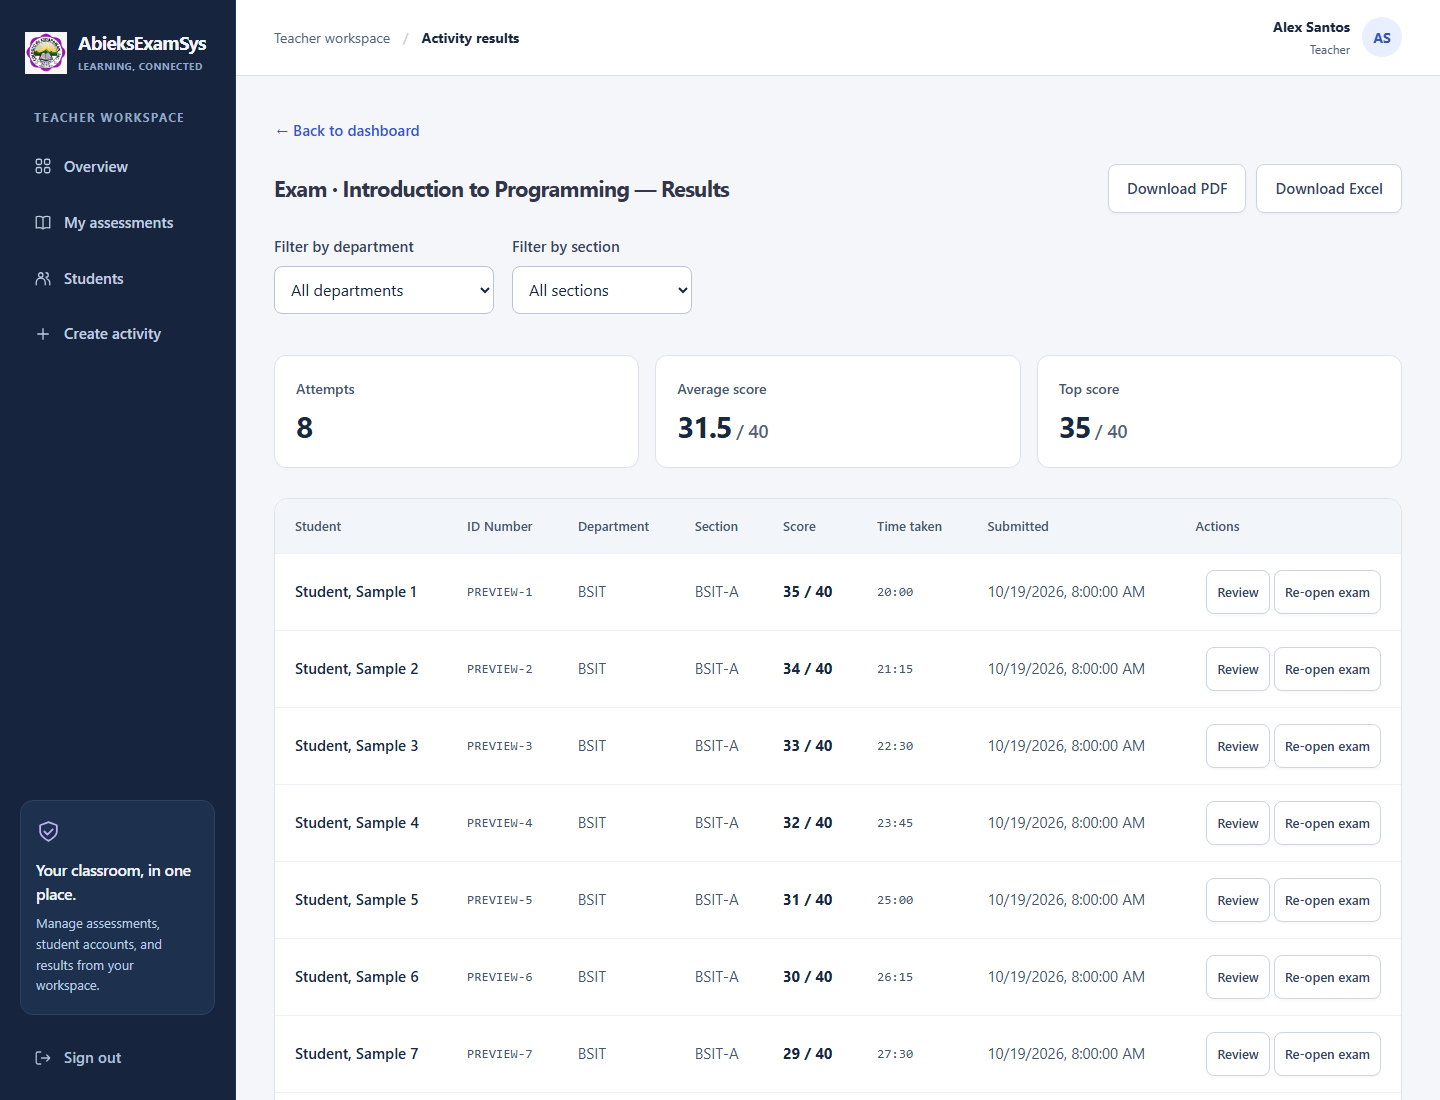 AbieksExamSys
LEARNING, CONNECTED
TEACHER WORKSPACE
Overview
My assessments
Students
Create activity
Your classroom, in one
place.
Manage assessments,
student accounts, and
results from your
workspace.
Sign out
Teacher workspace / Activity results
Alex Santos
Teacher
AS
← Back to dashboard
Exam · Introduction to Programming — Results
Download PDF
Download Excel
Filter by department
Filter by section
All departments
All sections
Attempts
8
Average score
31.5 / 40
Top score
35 / 40
Student ID Number Department Section Score Time taken Submitted Actions
Student, Sample 1 PREVIEW-1 BSIT BSIT-A 35 / 40 20:00 10/19/2026, 8:00:00 AM Review Re-open exam
Student, Sample 2 PREVIEW-2 BSIT BSIT-A 34 / 40 21:15 10/19/2026, 8:00:00 AM Review Re-open exam
Student, Sample 3 PREVIEW-3 BSIT BSIT-A 33 / 40 22:30 10/19/2026, 8:00:00 AM Review Re-open exam
Student, Sample 4 PREVIEW-4 BSIT BSIT-A 32 / 40 23:45 10/19/2026, 8:00:00 AM Review Re-open exam
Student, Sample 5 PREVIEW-5 BSIT BSIT-A 31 / 40 25:00 10/19/2026, 8:00:00 AM Review Re-open exam
Student, Sample 6 PREVIEW-6 BSIT BSIT-A 30 / 40 26:15 10/19/2026, 8:00:00 AM Review Re-open exam
Student, Sample 7 PREVIEW-7 BSIT BSIT-A 29 / 40 27:30 10/19/2026, 8:00:00 AM Review Re-open exam